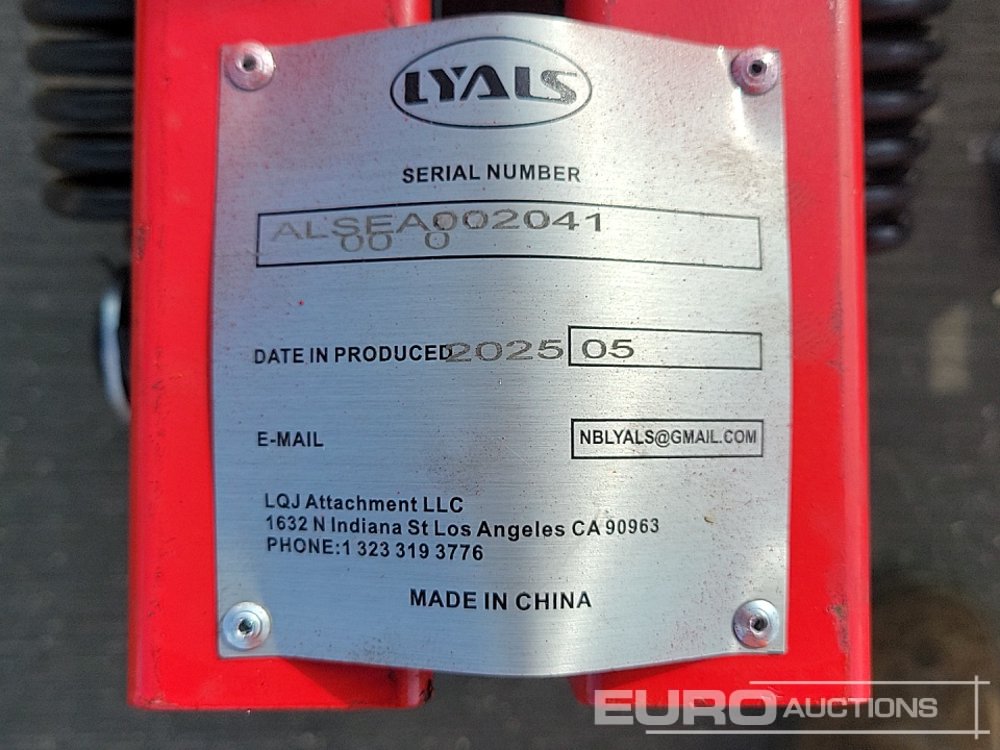 LYALS
SERIAL NUMBER
ALSEA002041
00 0
DATE IN PRODUCED 2025 05
E-MAIL NBLYALS@GMAIL.COM
LQJ Attachment LLC
1632 N Indiana St Los Angeles CA 90963
PHONE:1 323 319 3776
MADE IN CHINA
EURO AUCTIONS